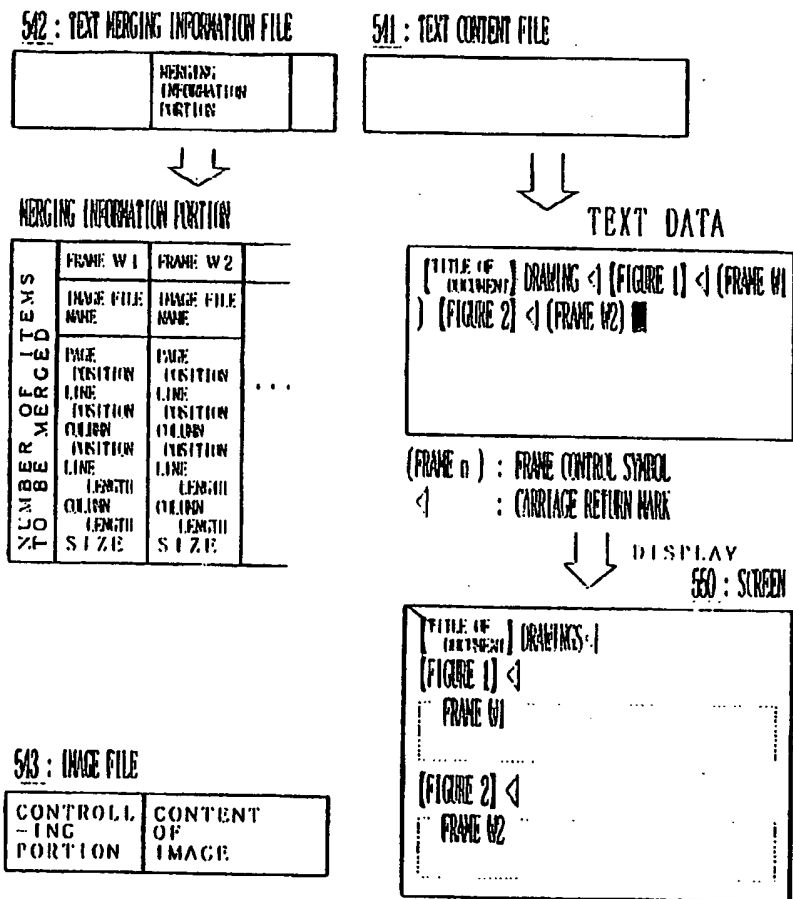 542 : TEXT MERGING INFORMATION FILE
MERGING
INFORMATION
PORTION
MERGING INFORMATION PORTION
NUMBER OF ITEMS
TO BE MERGED
FRAME W1 FRAME W2
IMAGE FILE IMAGE FILE
NAME NAME
PAGE PAGE
POSITION POSITION
LINE LINE
POSITION POSITION
COLUMN COLUMN
POSITION POSITION
LINE LINE
LENGTH LENGTH
COLUMN COLUMN
LENGTH LENGTH
SIZE SIZE
...
543 : IMAGE FILE
CONTROLL CONTENT
-ING OF
PORTION IMAGE
541 : TEXT CONTENT FILE
TEXT DATA
[TITLE OF
DOCUMENT] DRAWING ◁ [FIGURE 1] ◁ (FRAME W1
) [FIGURE 2] ◁ (FRAME W2) ■
(FRAME n) : FRAME CONTROL SYMBOL
◁ : CARRIAGE RETURN MARK
DISPLAY
550 : SCREEN
[TITLE OF
DOCUMENT] DRAWINGS ◁
[FIGURE 1] ◁
FRAME W1
[FIGURE 2] ◁
FRAME W2